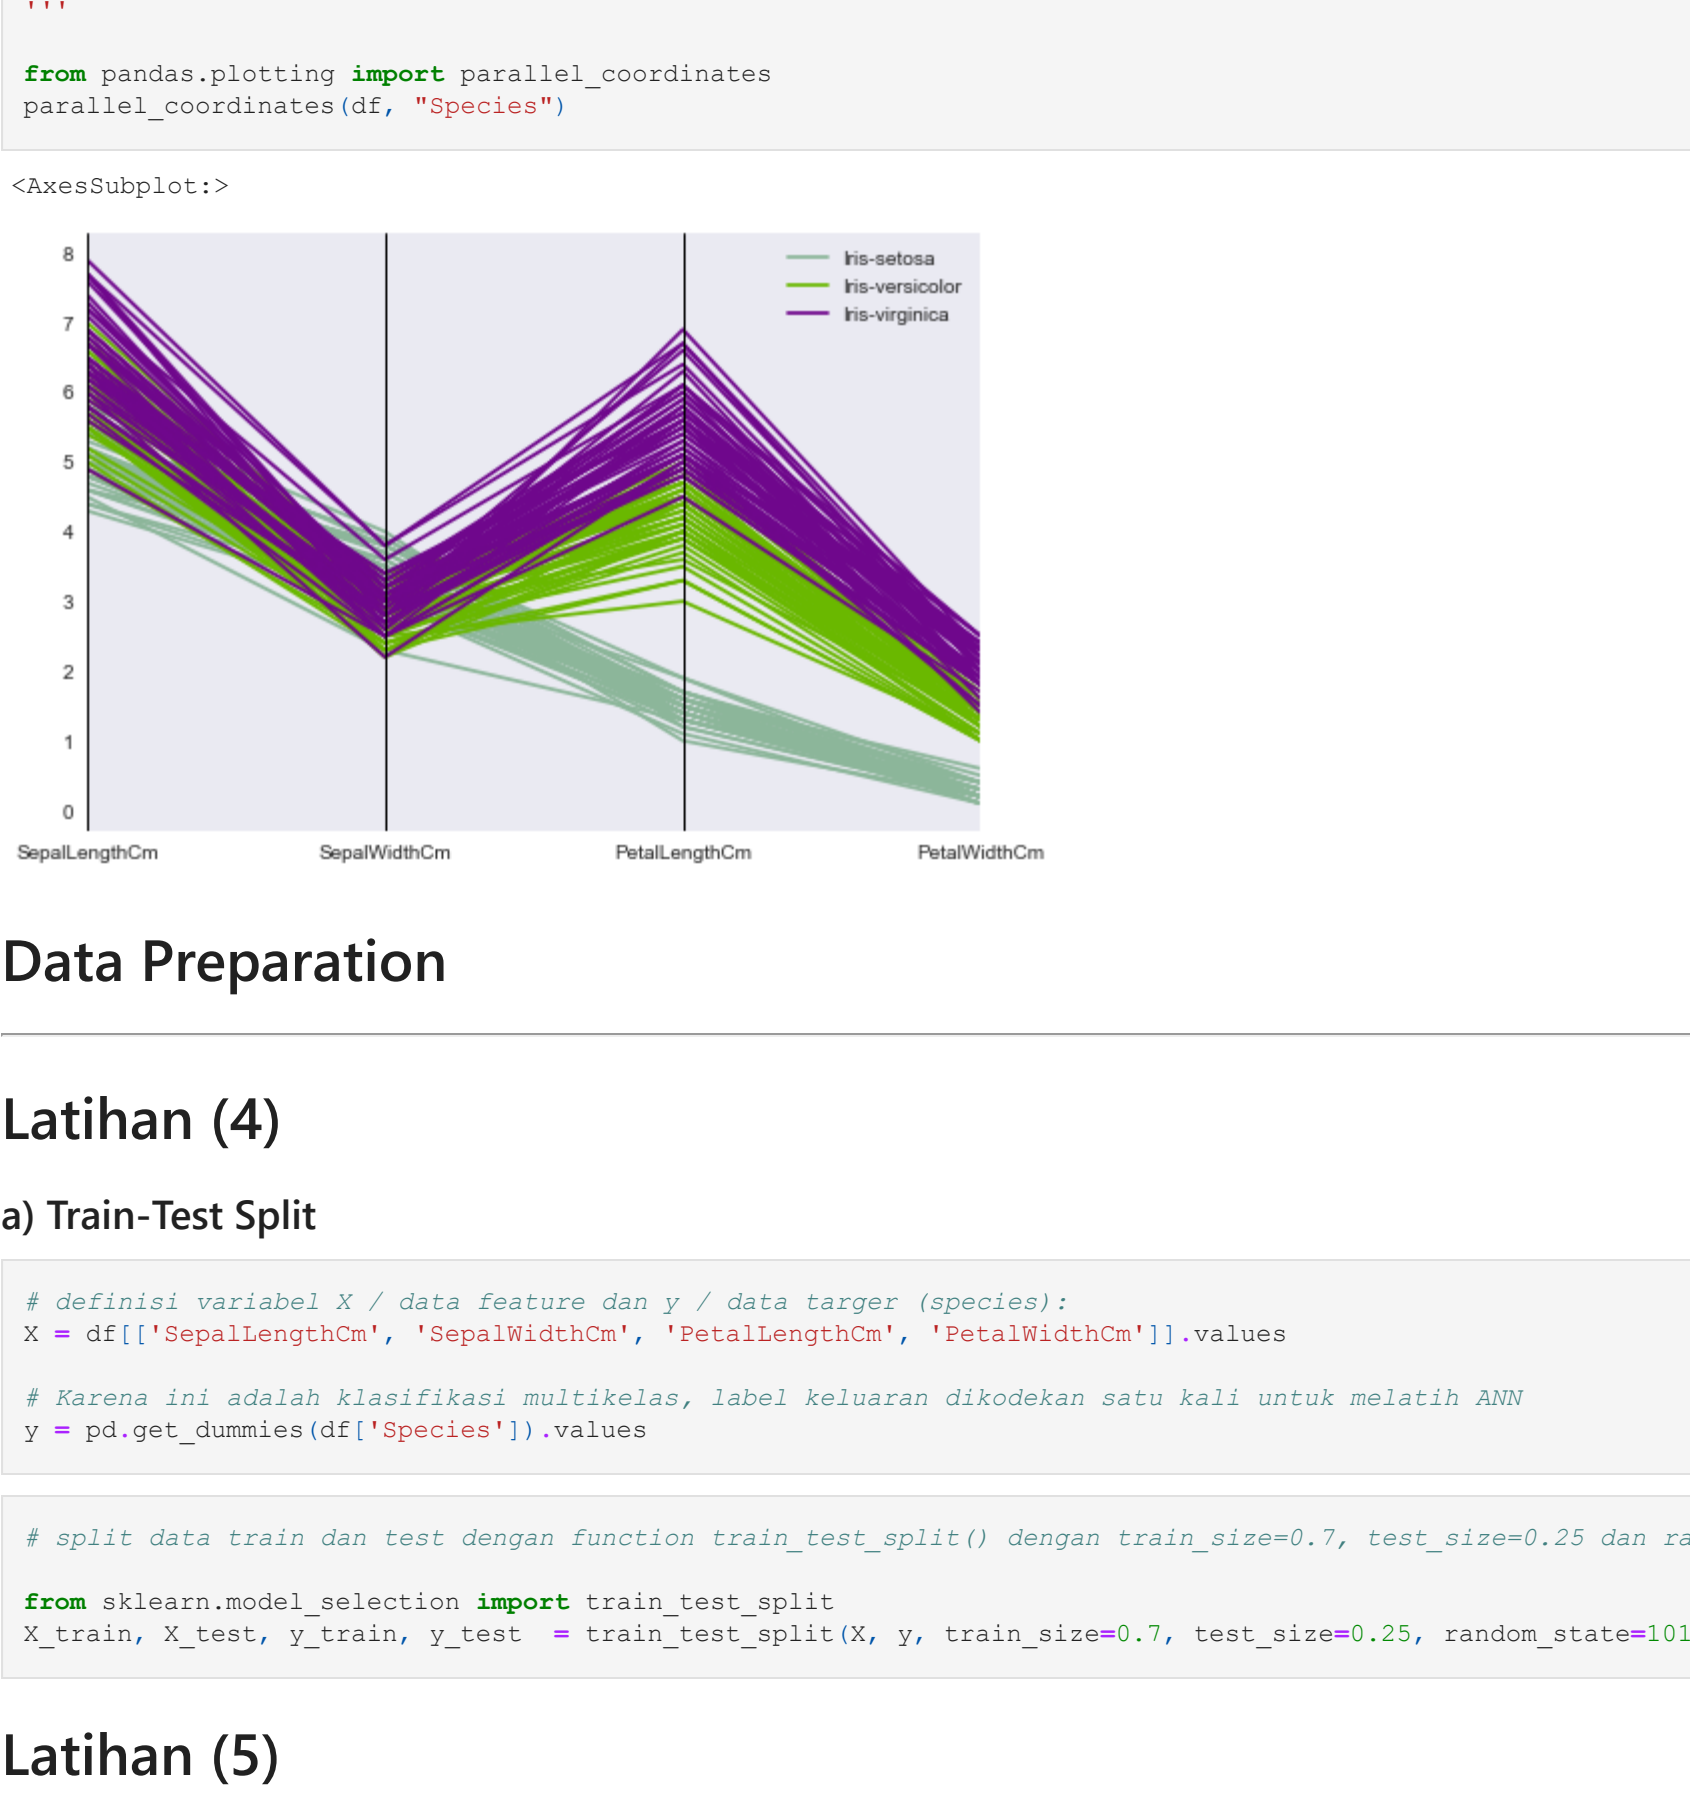 '''
from pandas.plotting import parallel_coordinates
parallel_coordinates(df, "Species")
<AxesSubplot:>
8
7
6
5
4
3
2
1
0
Iris-setosa
Iris-versicolor
Iris-virginica
SepalLengthCm SepalWidthCm PetalLengthCm PetalWidthCm
Data Preparation
Latihan (4)
a) Train-Test Split
# definisi variabel X / data feature dan y / data targer (species):
X = df[['SepalLengthCm', 'SepalWidthCm', 'PetalLengthCm', 'PetalWidthCm']].values
# Karena ini adalah klasifikasi multikelas, label keluaran dikodekan satu kali untuk melatih ANN
y = pd.get_dummies(df['Species']).values
# split data train dan test dengan function train_test_split() dengan train_size=0.7, test_size=0.25 dan ra
from sklearn.model_selection import train_test_split
X_train, X_test, y_train, y_test  = train_test_split(X, y, train_size=0.7, test_size=0.25, random_state=101
Latihan (5)